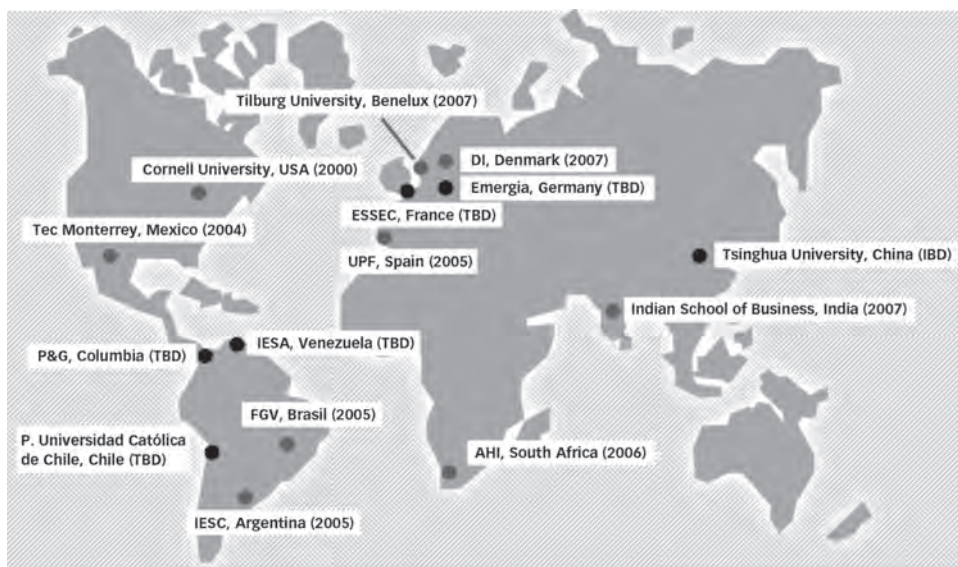 Tilburg University, Benelux (2007)
Cornell University, USA (2000)
DI, Denmark (2007)
Emergia, Germany (TBD)
ESSEC, France (TBD)
Tec Monterrey, Mexico (2004)
UPF, Spain (2005)
Tsinghua University, China (IBD)
Indian School of Business, India (2007)
IESA, Venezuela (TBD)
P&G, Columbia (TBD)
FGV, Brasil (2005)
P. Universidad Católica
de Chile, Chile (TBD)
AHI, South Africa (2006)
IESC, Argentina (2005)